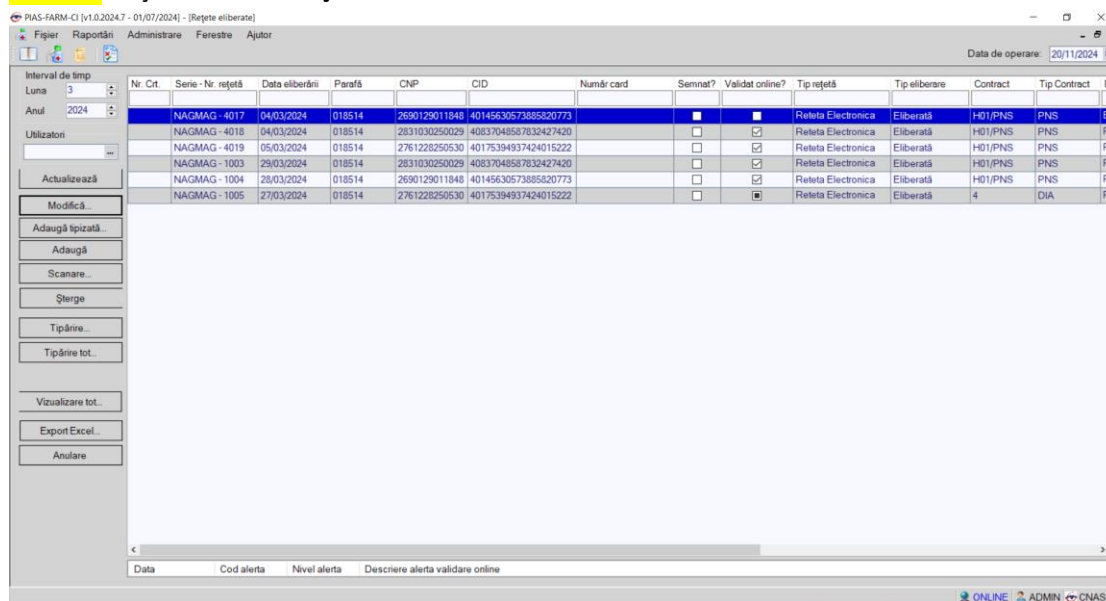 PIAS-FARM-CI [v1.0.2024.7 - 01/07/2024] - [Rețete eliberate]
Fișier Raportări Administrare Ferestre Ajutor
Data de operare: 20/11/2024
Interval de timp
Luna 3
Anul 2024
Utilizatori
...
Actualizează
Modifică...
Adaugă tipizată...
Adaugă
Scanare...
Șterge
Tipărire...
Tipărire tot...
Vizualizare tot...
Export Excel...
Anulare
Nr. Crt. Serie - Nr. rețetă Data eliberării Parafă CNP CID Număr card Semnat? Validat online? Tip rețetă Tip eliberare Contract Tip Contract
NAGMAG - 4017 04/03/2024 018514 2690129011848 40145630573885820773 Reteta Electronica Eliberată H01/PNS PNS
NAGMAG - 4018 04/03/2024 018514 2831030250029 40837048587832427420 Reteta Electronica Eliberată H01/PNS PNS
NAGMAG - 4019 05/03/2024 018514 2761228250530 40175394937424015222 Reteta Electronica Eliberată H01/PNS PNS
NAGMAG - 1003 29/03/2024 018514 2831030250029 40837048587832427420 Reteta Electronica Eliberată H01/PNS PNS
NAGMAG - 1004 28/03/2024 018514 2690129011848 40145630573885820773 Reteta Electronica Eliberată H01/PNS PNS
NAGMAG - 1005 27/03/2024 018514 2761228250530 40175394937424015222 Reteta Electronica Eliberată 4 DIA
Data Cod alerta Nivel alerta Descriere alerta validare online
ONLINE ADMIN CNAS